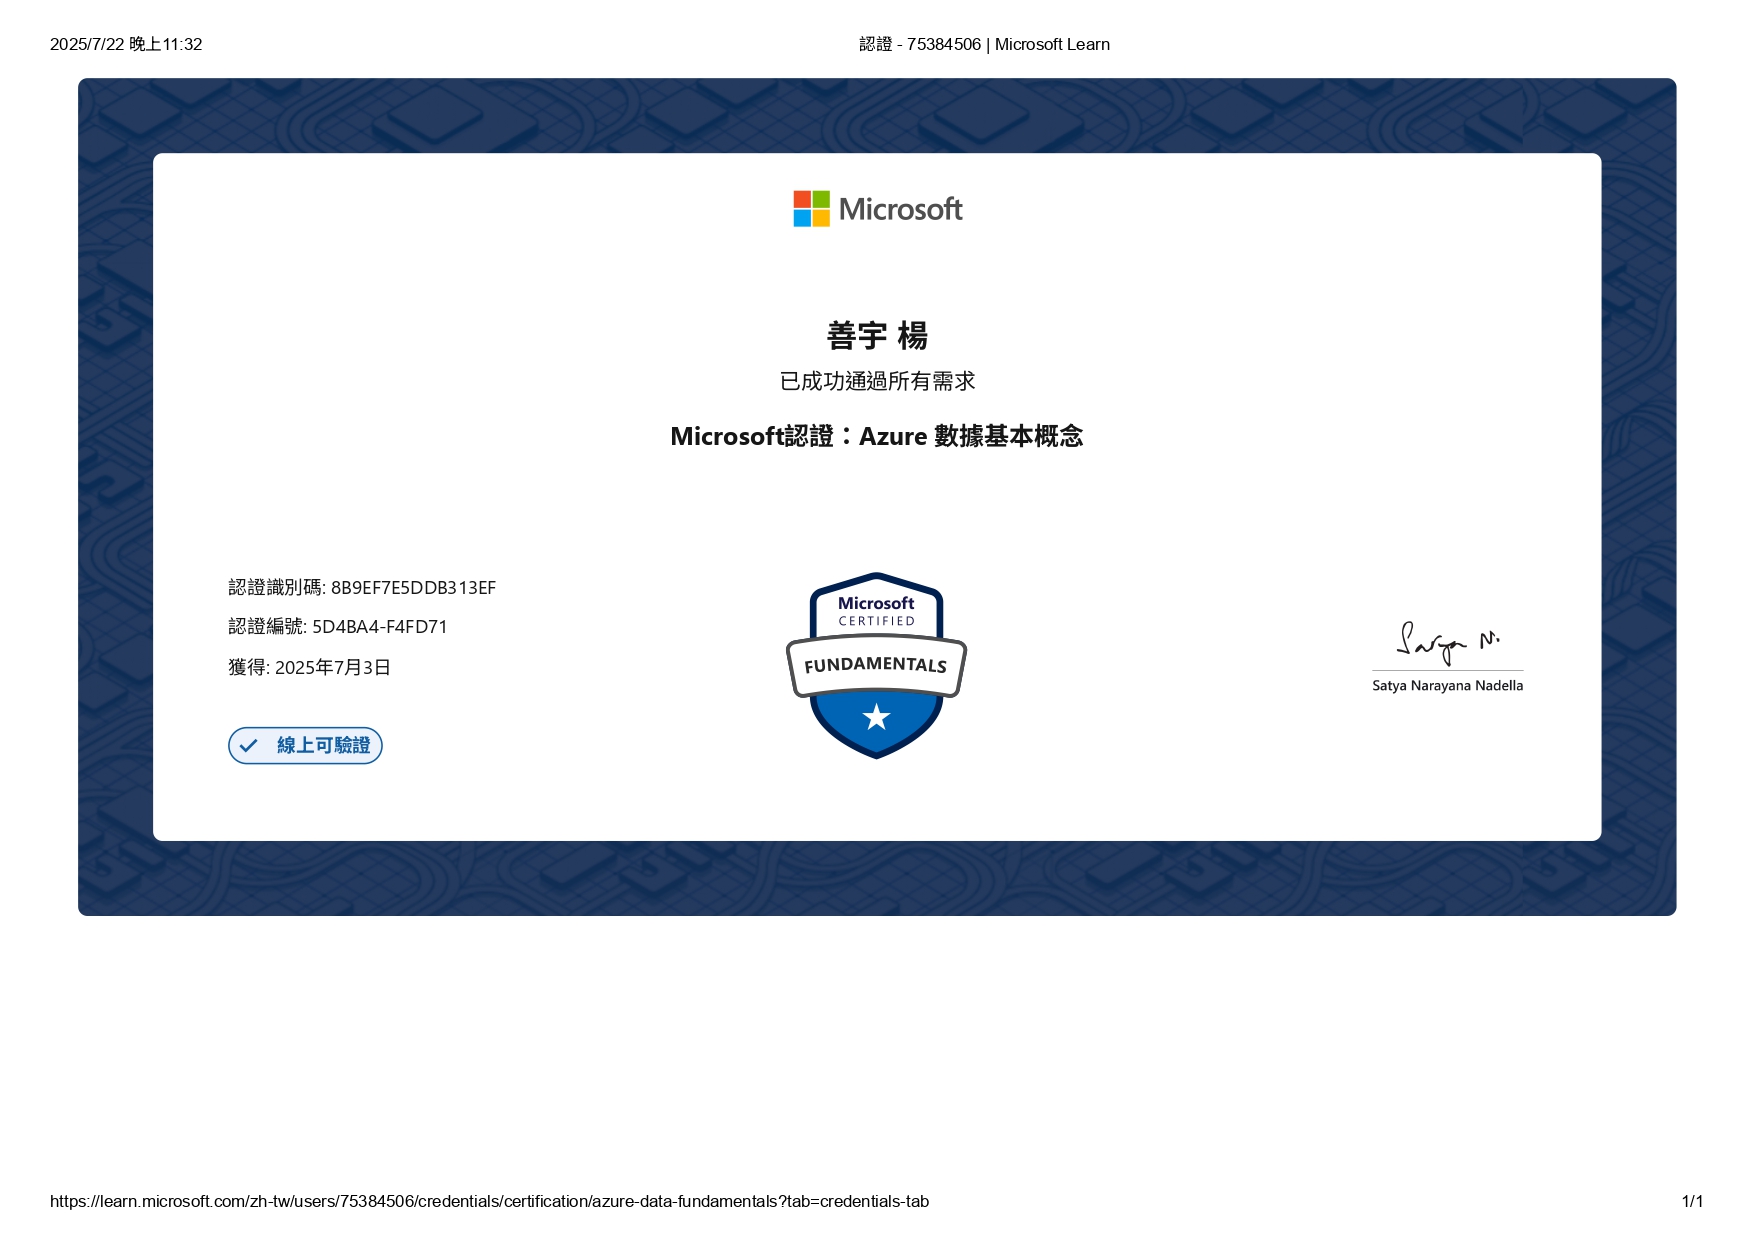 2025/7/22 晚上11:32
認證 - 75384506 | Microsoft Learn
Microsoft
善宇 楊
已成功通過所有需求
Microsoft認證：Azure 數據基本概念
認證識別碼: 8B9EF7E5DDB313EF
認證編號: 5D4BA4-F4FD71
獲得: 2025年7月3日
線上可驗證
Microsoft
CERTIFIED
FUNDAMENTALS
Satya N.
Satya Narayana Nadella
https://learn.microsoft.com/zh-tw/users/75384506/credentials/certification/azure-data-fundamentals?tab=credentials-tab
1/1